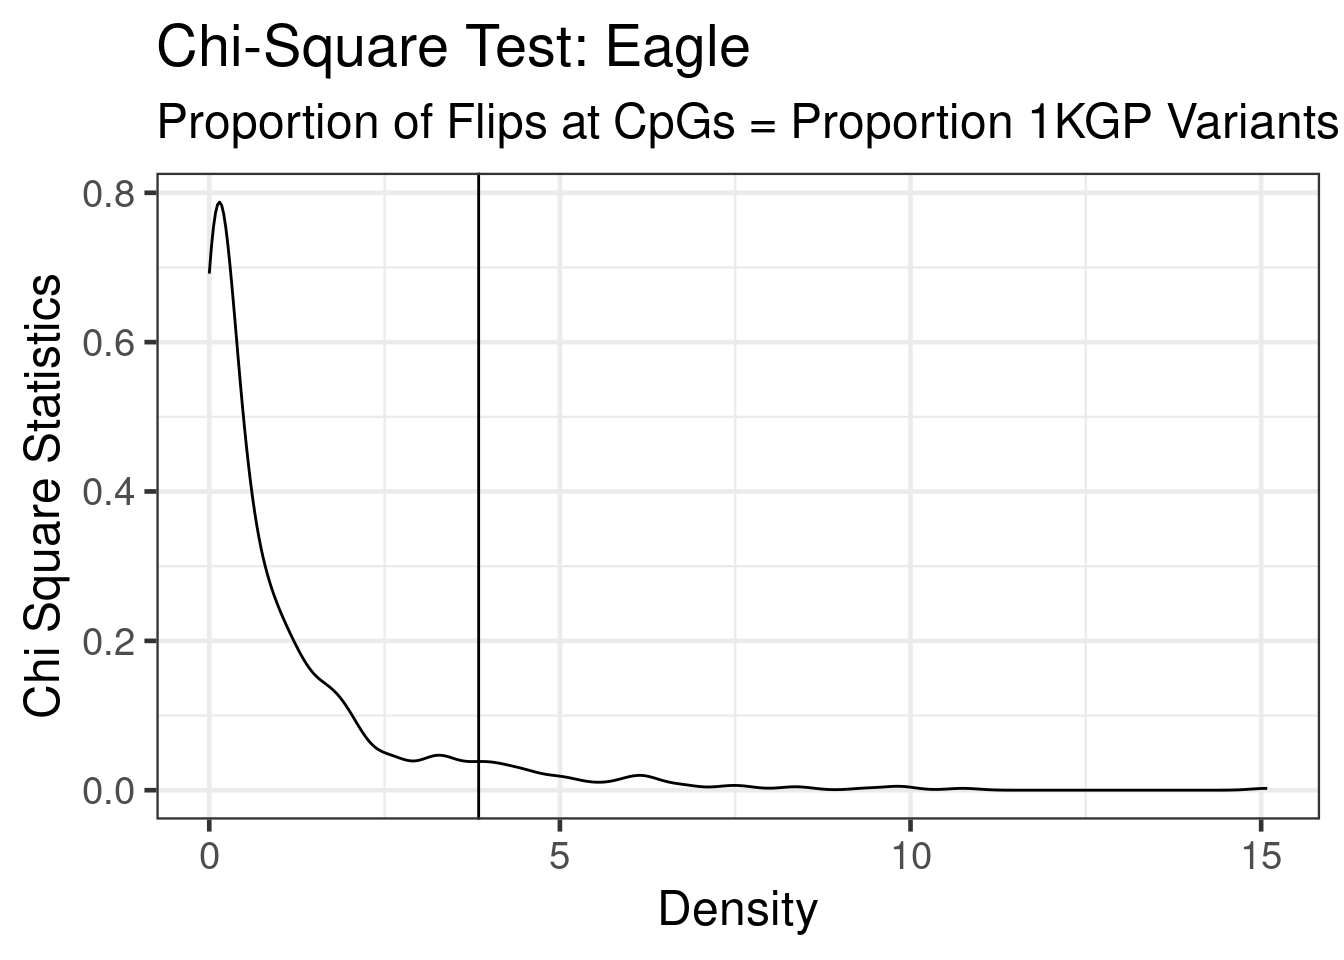 Chi-Square Test: Eagle
Proportion of Flips at CpGs = Proportion 1KGP Variants
Chi Square Statistics
0.8
0.6
0.4
0.2
0.0
0
5
10
15
Density